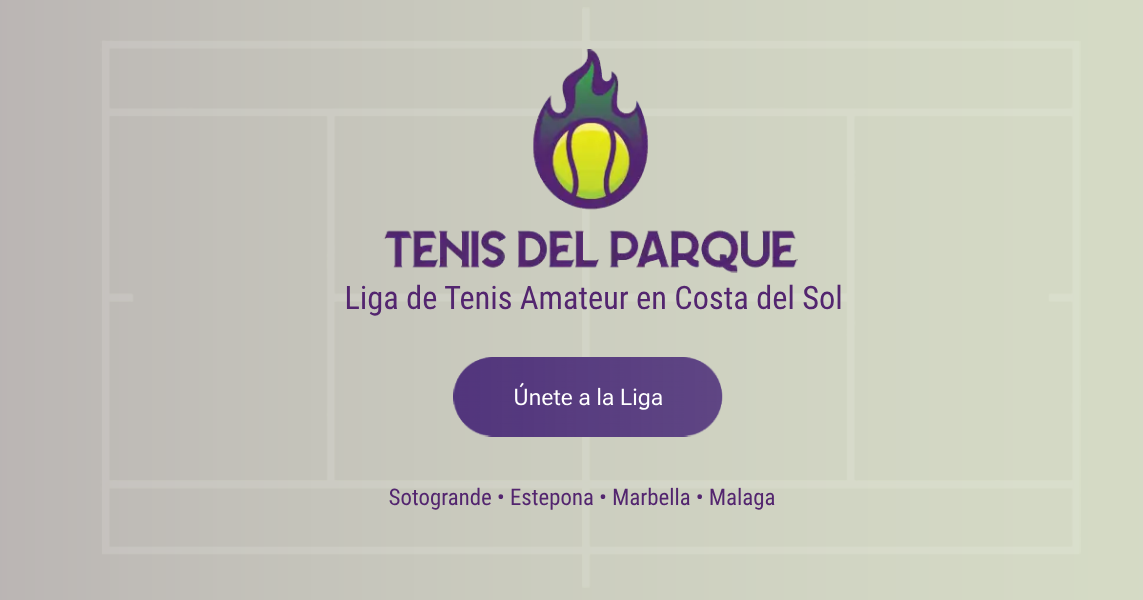 TENIS DEL PARQUE
Liga de Tenis Amateur en Costa del Sol
Únete a la Liga
Sotogrande • Estepona • Marbella • Malaga